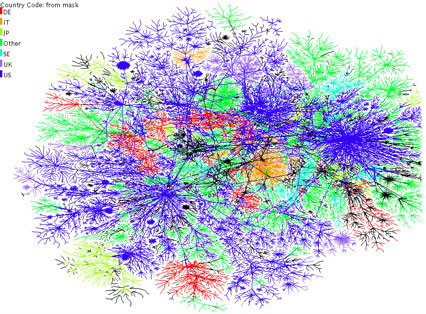 Country Code: from mask
DE
IT
JP
Other
SE
UK
US